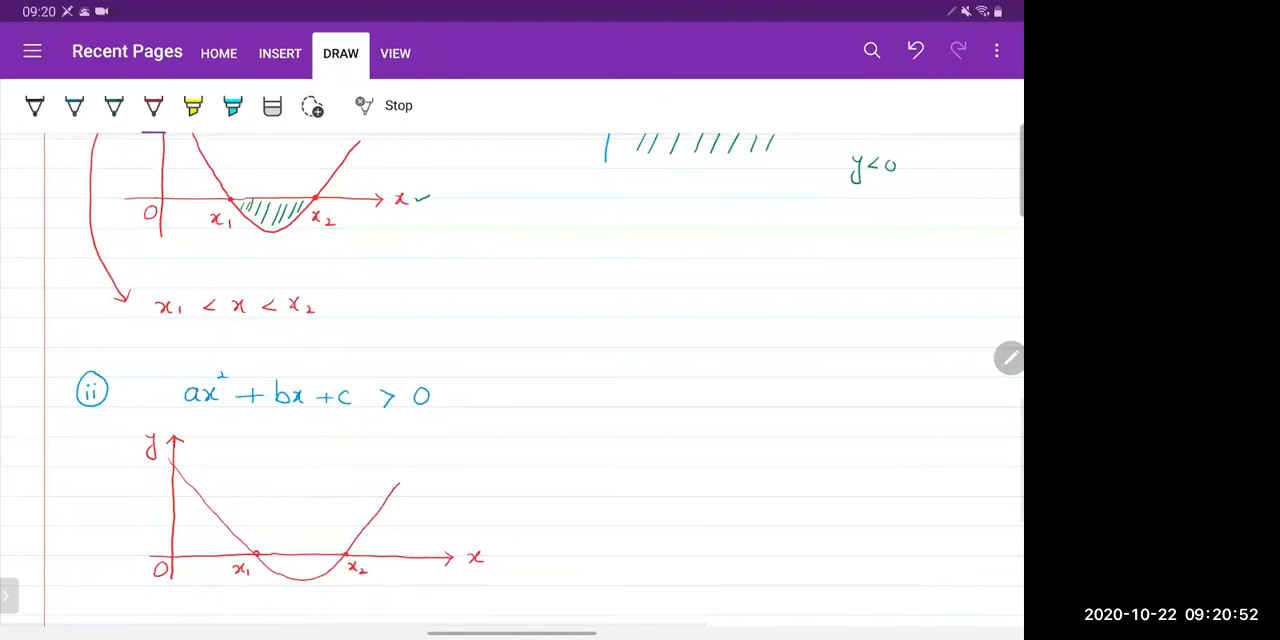 09:20
Recent Pages HOME INSERT DRAW VIEW
Stop
y < 0
0 x₁ x₂ x ✓
x₁ < x < x₂
ii ax² + bx + c > 0
y
0 x₁ x₂ x
2020-10-22 09:20:52